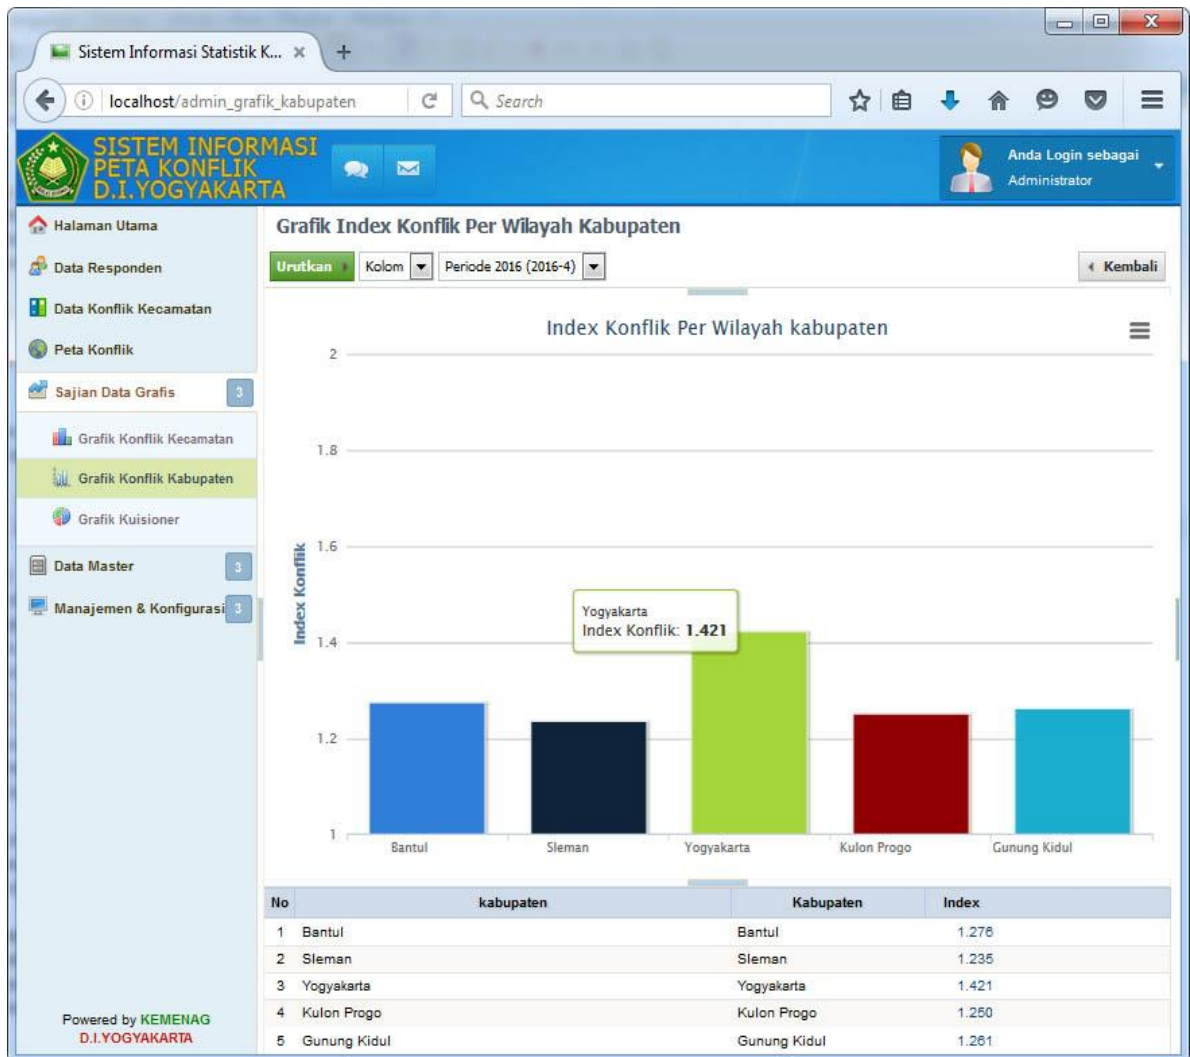 Sistem Informasi Statistik K...
localhost/admin_grafik_kabupaten
Search
SISTEM INFORMASI
PETA KONFLIK
D.I.YOGYAKARTA
Anda Login sebagai
Administrator
Halaman Utama
Data Responden
Data Konflik Kecamatan
Peta Konflik
Sajian Data Grafis 3
Grafik Konflik Kecamatan
Grafik Konflik Kabupaten
Grafik Kuisioner
Data Master 3
Manajemen & Konfigurasi 3
Powered by KEMENAG
D.I.YOGYAKARTA
Grafik Index Konflik Per Wilayah Kabupaten
Urutkan Kolom Periode 2016 (2016-4) Kembali
Index Konflik Per Wilayah kabupaten
Index Konflik
2
1.8
1.6
1.4
1.2
1
Yogyakarta
Index Konflik: 1.421
Bantul Sleman Yogyakarta Kulon Progo Gunung Kidul
No kabupaten Kabupaten Index
1 Bantul Bantul 1.276
2 Sleman Sleman 1.235
3 Yogyakarta Yogyakarta 1.421
4 Kulon Progo Kulon Progo 1.250
5 Gunung Kidul Gunung Kidul 1.261